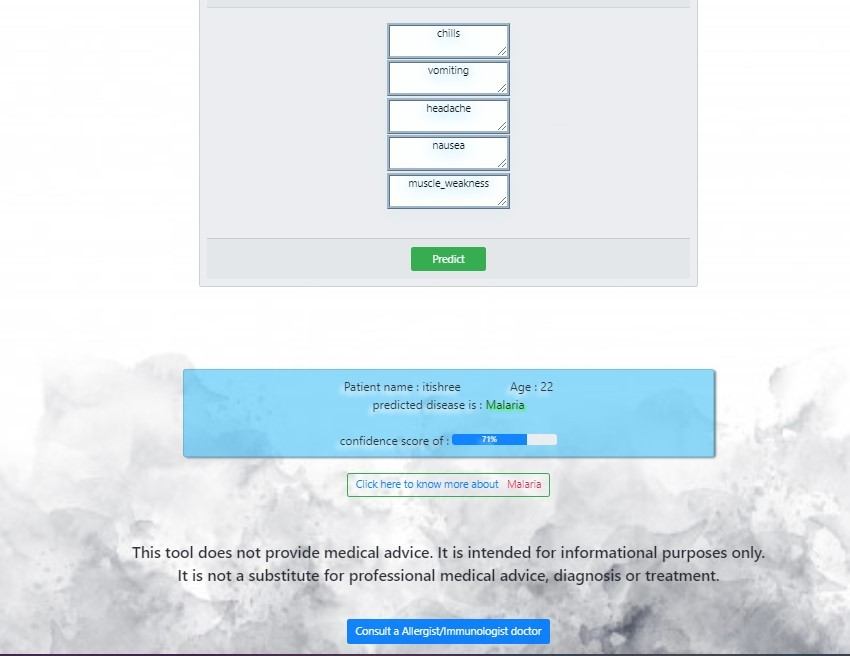 chills
vomiting
headache
nausea
muscle_weakness
Predict
Patient name : itishree Age : 22
predicted disease is : Malaria
confidence score of : 71%
Click here to know more about Malaria
This tool does not provide medical advice. It is intended for informational purposes only.
It is not a substitute for professional medical advice, diagnosis or treatment.
Consult a Allergist/Immunologist doctor